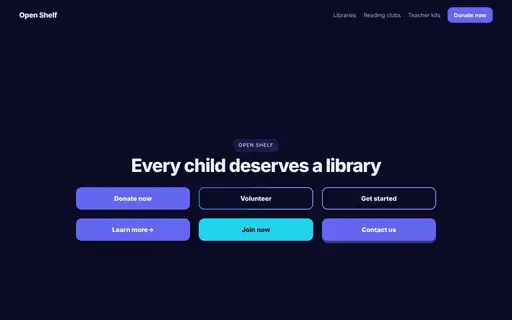 Open Shelf
Libraries Reading clubs Teacher kits Donate now
OPEN SHELF
Every child deserves a library
Donate now Volunteer Get started
Learn more→ Join now Contact us